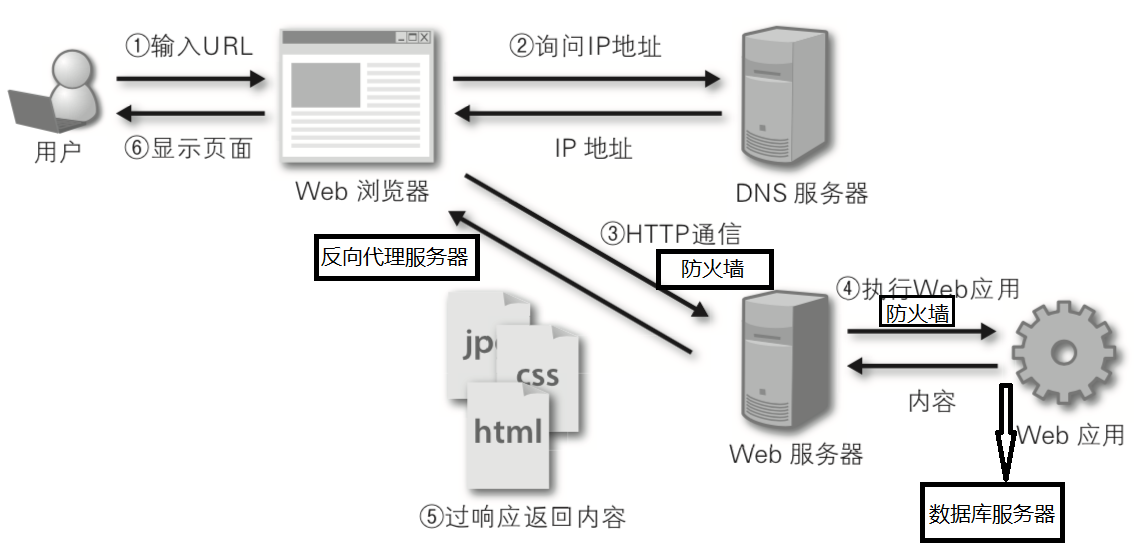 ①输入URL
②询问IP地址
用户
⑥显示页面
IP 地址
Web 浏览器
DNS 服务器
③HTTP通信
反向代理服务器
防火墙
④执行Web应用
防火墙
jpe
css
html
内容
Web 应用
Web 服务器
⑤过响应返回内容
数据库服务器